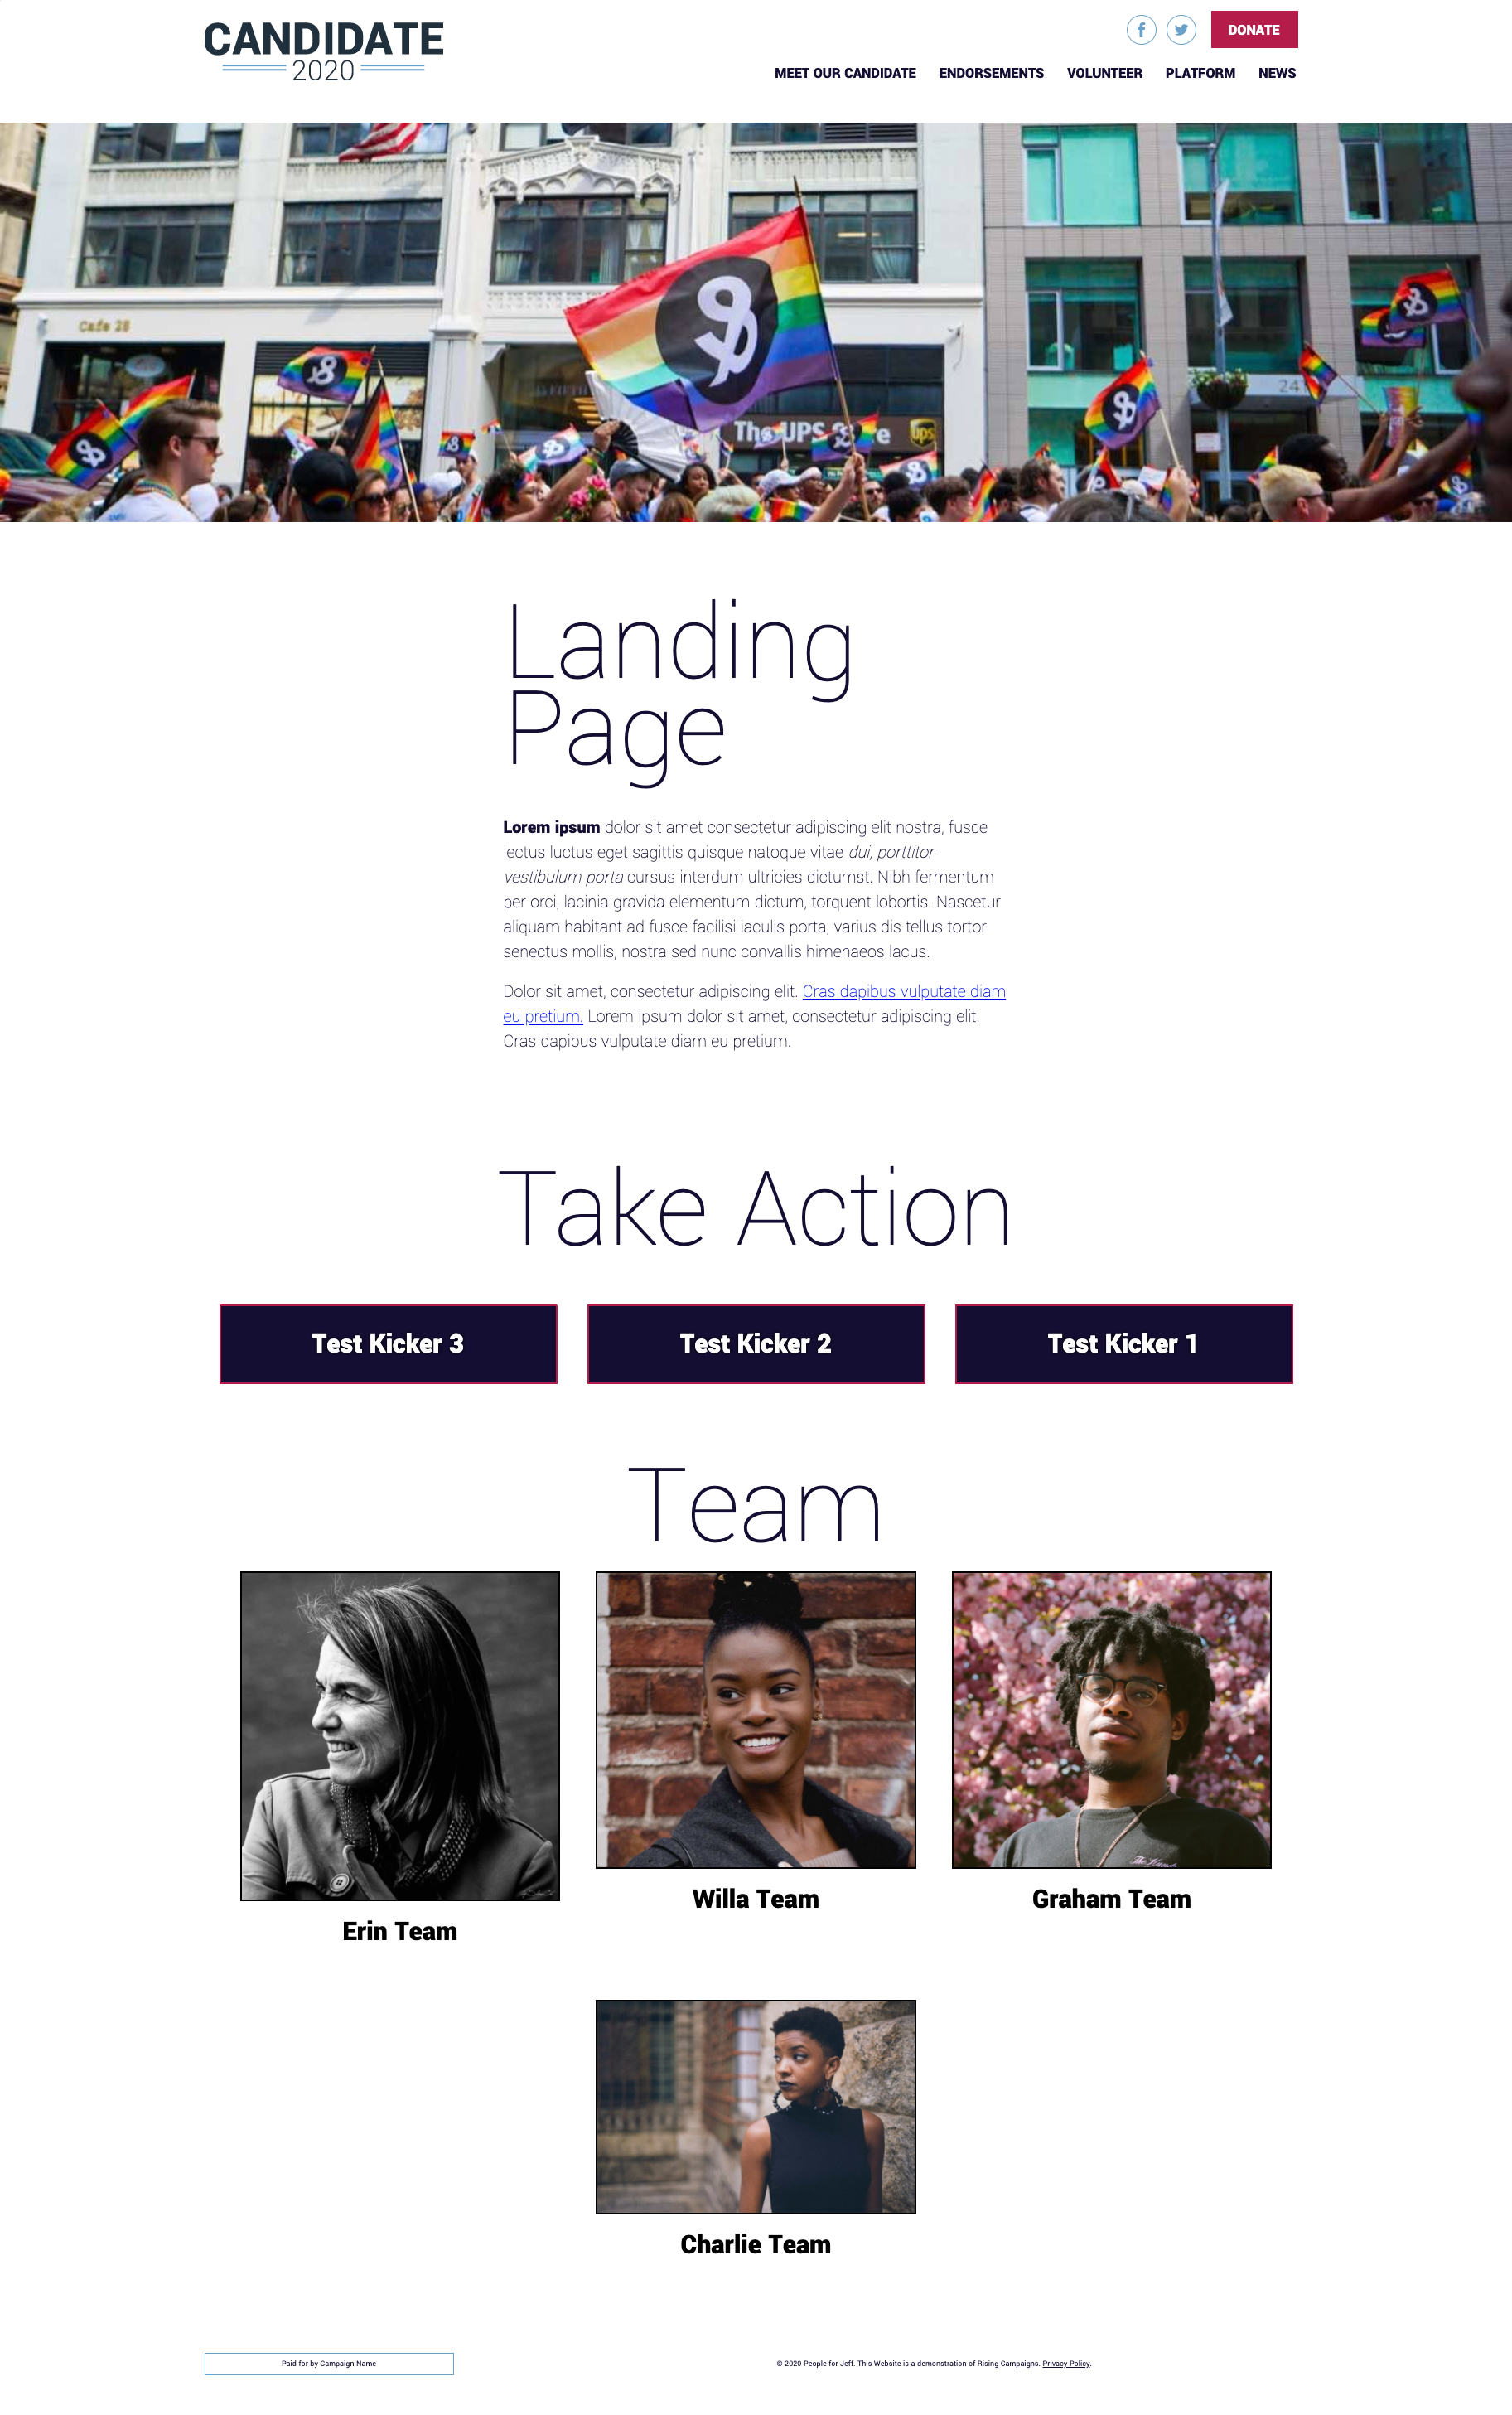 CANDIDATE
2020
DONATE
MEET OUR CANDIDATE ENDORSEMENTS VOLUNTEER PLATFORM NEWS
Cafe 28
The UPS Store
ups
Landing
Page
Lorem ipsum dolor sit amet consectetur adipiscing elit nostra, fusce
lectus luctus eget sagittis quisque natoque vitae dui, porttitor
vestibulum porta cursus interdum ultricies dictumst. Nibh fermentum
per orci, lacinia gravida elementum dictum, torquent lobortis. Nascetur
aliquam habitant ad fusce facilisi iaculis porta, varius dis tellus tortor
senectus mollis, nostra sed nunc convallis himenaeos lacus.
Dolor sit amet, consectetur adipiscing elit. Cras dapibus vulputate diam
eu pretium. Lorem ipsum dolor sit amet, consectetur adipiscing elit.
Cras dapibus vulputate diam eu pretium.
Take Action
Test Kicker 3
Test Kicker 2
Test Kicker 1
Team
Erin Team
Willa Team
Graham Team
Charlie Team
Paid for by Campaign Name
© 2020 People for Jeff. This Website is a demonstration of Rising Campaigns. Privacy Policy.